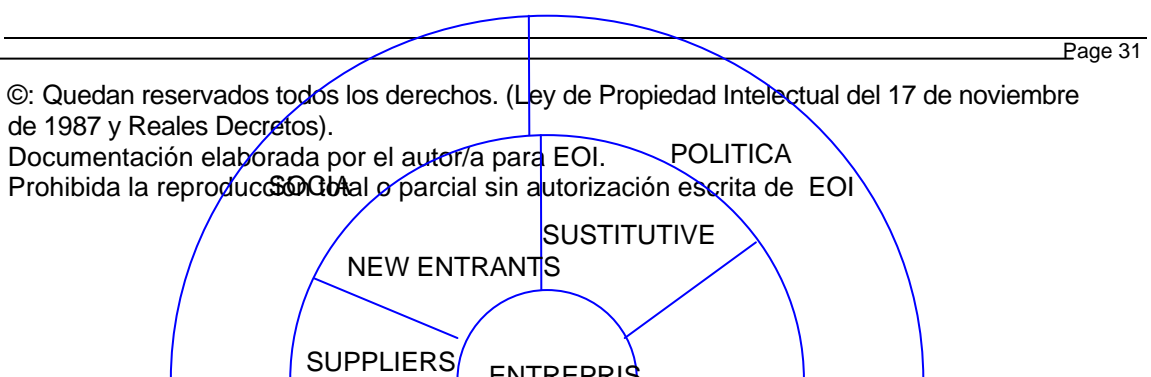 Page 31
©: Quedan reservados todos los derechos. (Ley de Propiedad Intelectual del 17 de noviembre
de 1987 y Reales Decretos).
Documentación elaborada por el autor/a para EOI.
POLITICA
Prohibida la reproducción total o parcial sin autorización escrita de EOI
SOCIA
SUSTITUTIVE
NEW ENTRANTS
SUPPLIERS
ENTREPRIS